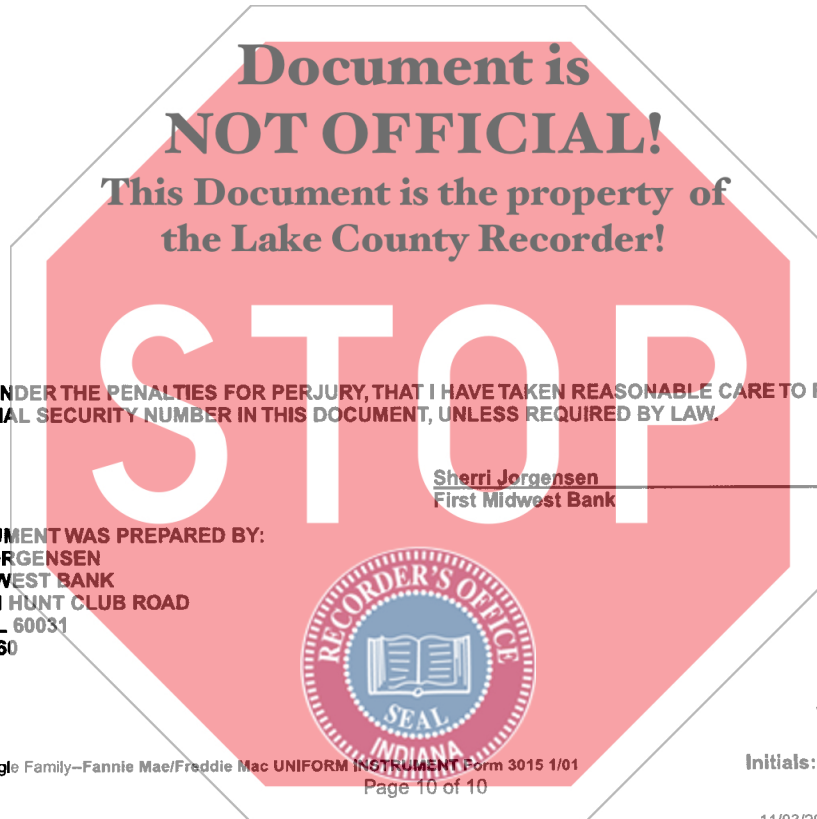 Document is
NOT OFFICIAL!
This Document is the property of
the Lake County Recorder!
STOP
NDER THE PENALTIES FOR PERJURY, THAT I HAVE TAKEN REASONABLE CARE TO
AL SECURITY NUMBER IN THIS DOCUMENT, UNLESS REQUIRED BY LAW.
Sherri Jorgensen
First Midwest Bank
UMENT WAS PREPARED BY:
RGENSEN
WEST BANK
HUNT CLUB ROAD
60031
60
RECORDER'S OFFICE
SEAL
INDIANA
gle Family–Fannie Mae/Freddie Mac UNIFORM INSTRUMENT Form 3015 1/01
Initials:
Page 10 of 10